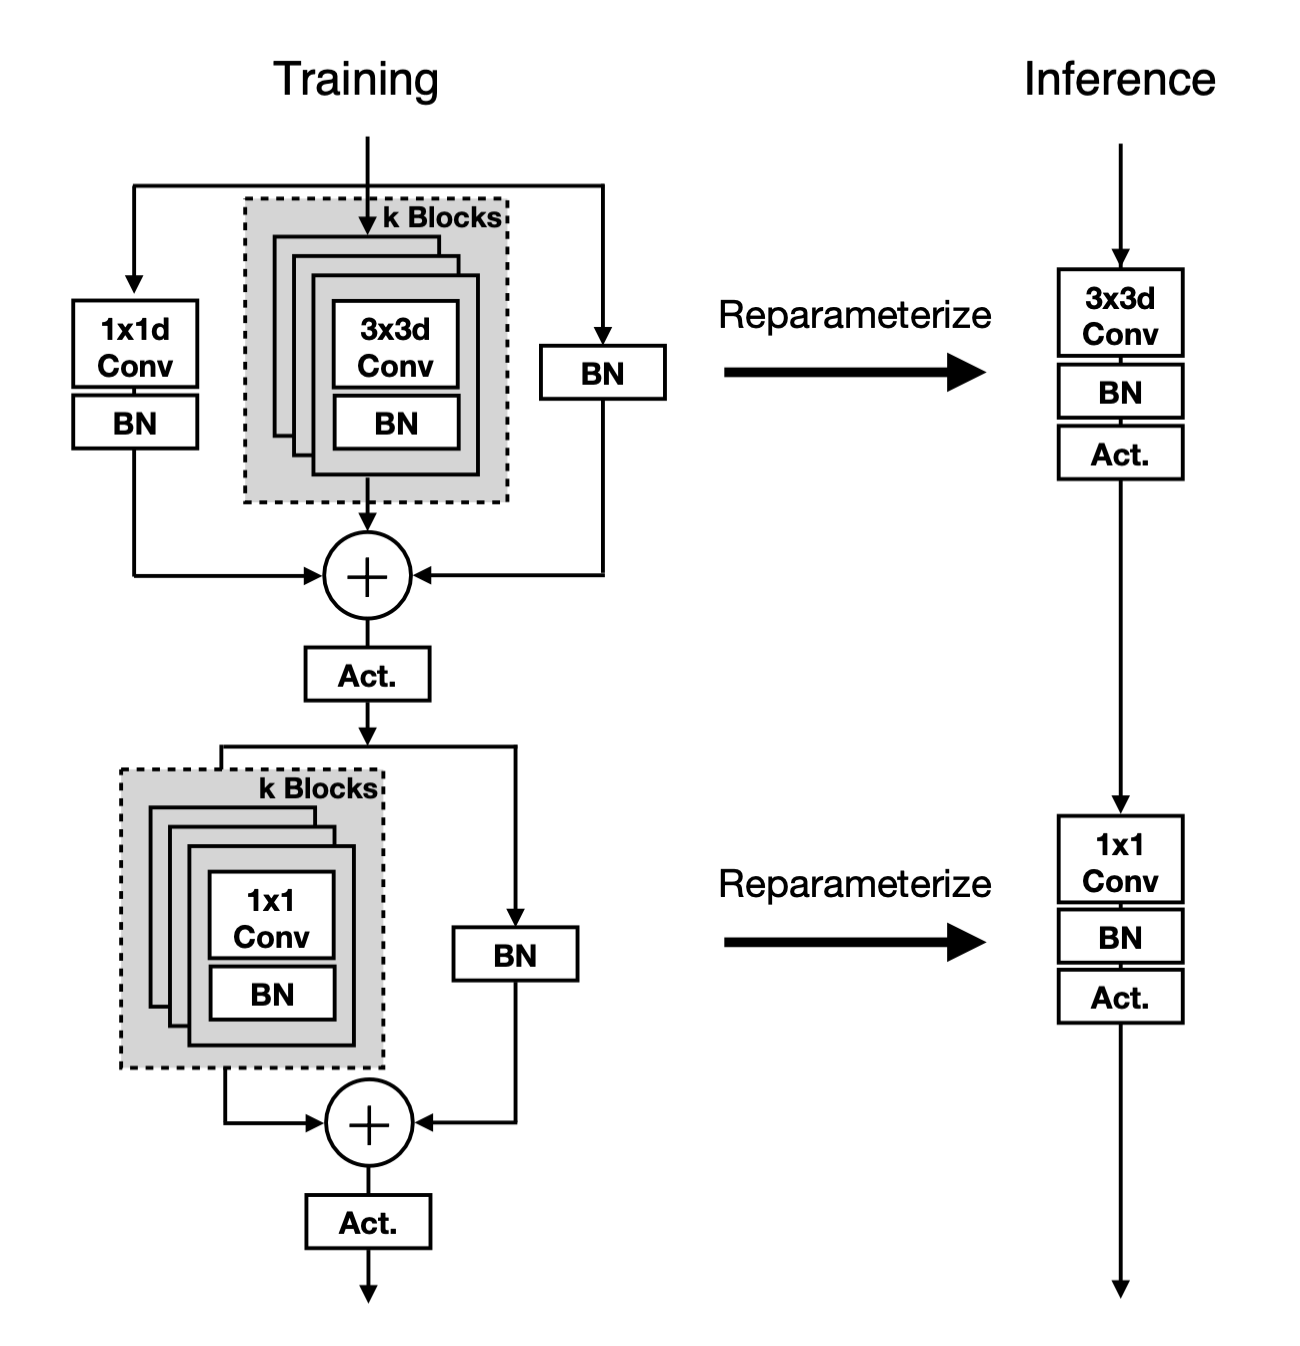 Training
Inference
k Blocks
1x1d
Conv
BN
3x3d
Conv
BN
BN
Reparameterize
3x3d
Conv
BN
Act.
Act.
k Blocks
1x1
Conv
BN
BN
Reparameterize
1x1
Conv
BN
Act.
Act.